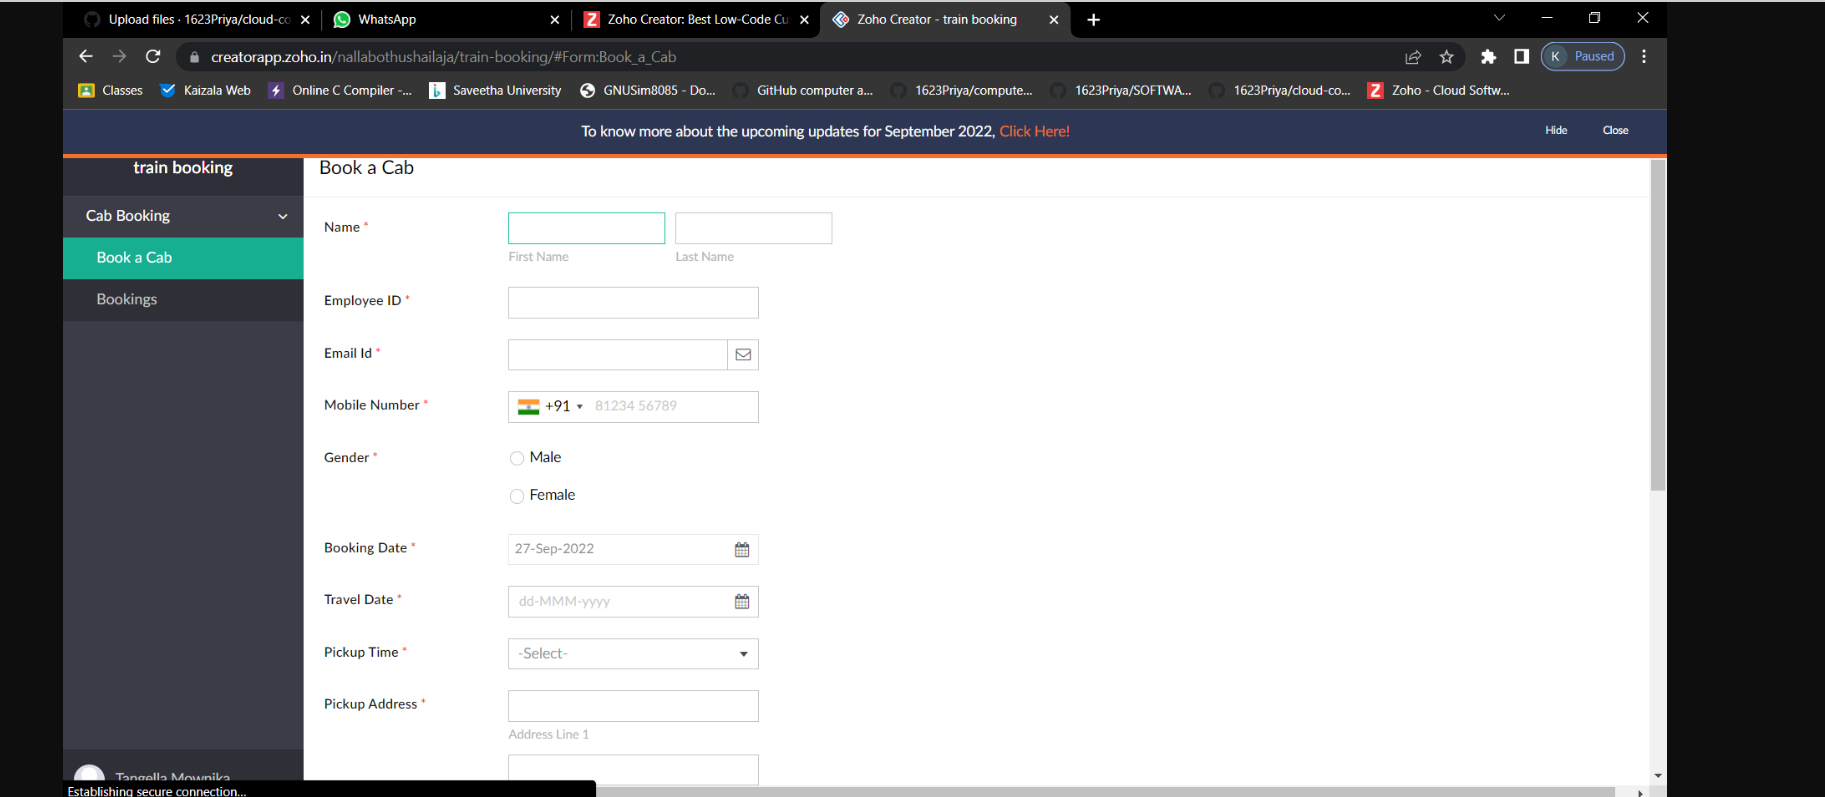 Upload files · 1623Priya/cloud-co
WhatsApp
Zoho Creator: Best Low-Code Cu
Zoho Creator - train booking
creatorapp.zoho.in/nallabothushailaja/train-booking/#Form:Book_a_Cab
K Paused
Classes
Kaizala Web
Online C Compiler -...
Saveetha University
GNUSim8085 - Do...
GitHub computer a...
1623Priya/compute...
1623Priya/SOFTWA...
1623Priya/cloud-co...
Zoho - Cloud Softw...
To know more about the upcoming updates for September 2022, Click Here!
Hide
Close
train booking
Cab Booking
Book a Cab
Bookings
Tangella Mownika
Establishing secure connection...
Book a Cab
Name *
First Name
Last Name
Employee ID *
Email Id *
Mobile Number *
+91 81234 56789
Gender *
Male
Female
Booking Date *
27-Sep-2022
Travel Date *
dd-MMM-yyyy
Pickup Time *
-Select-
Pickup Address *
Address Line 1